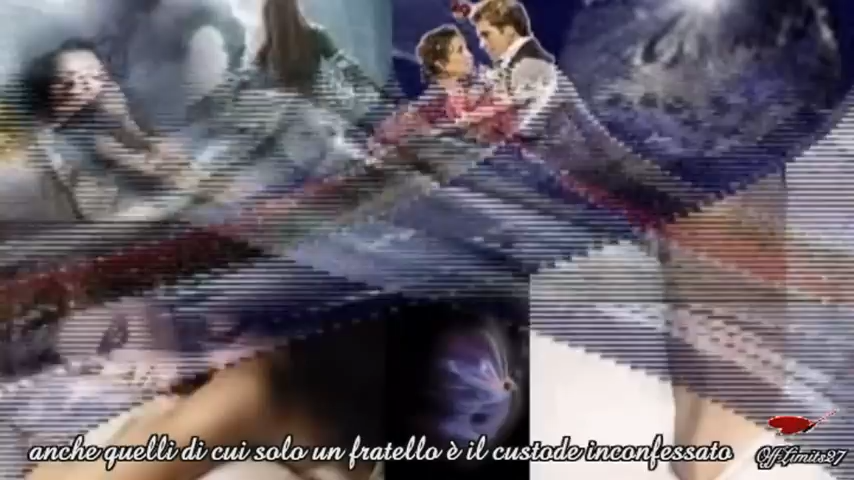 anche quelli di cui solo un fratello è il custode inconfessato
OffLimits27